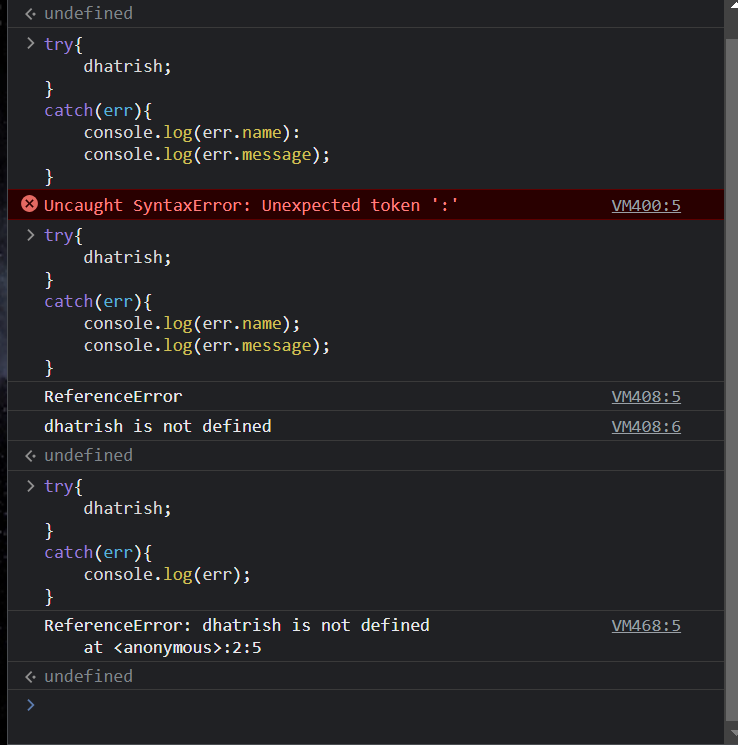 undefined
try{
    dhatrish;
}
catch(err){
    console.log(err.name):
    console.log(err.message);
}
Uncaught SyntaxError: Unexpected token ':' VM400:5
try{
    dhatrish;
}
catch(err){
    console.log(err.name);
    console.log(err.message);
}
ReferenceError VM408:5
dhatrish is not defined VM408:6
undefined
try{
    dhatrish;
}
catch(err){
    console.log(err);
}
ReferenceError: dhatrish is not defined VM468:5
    at <anonymous>:2:5
undefined